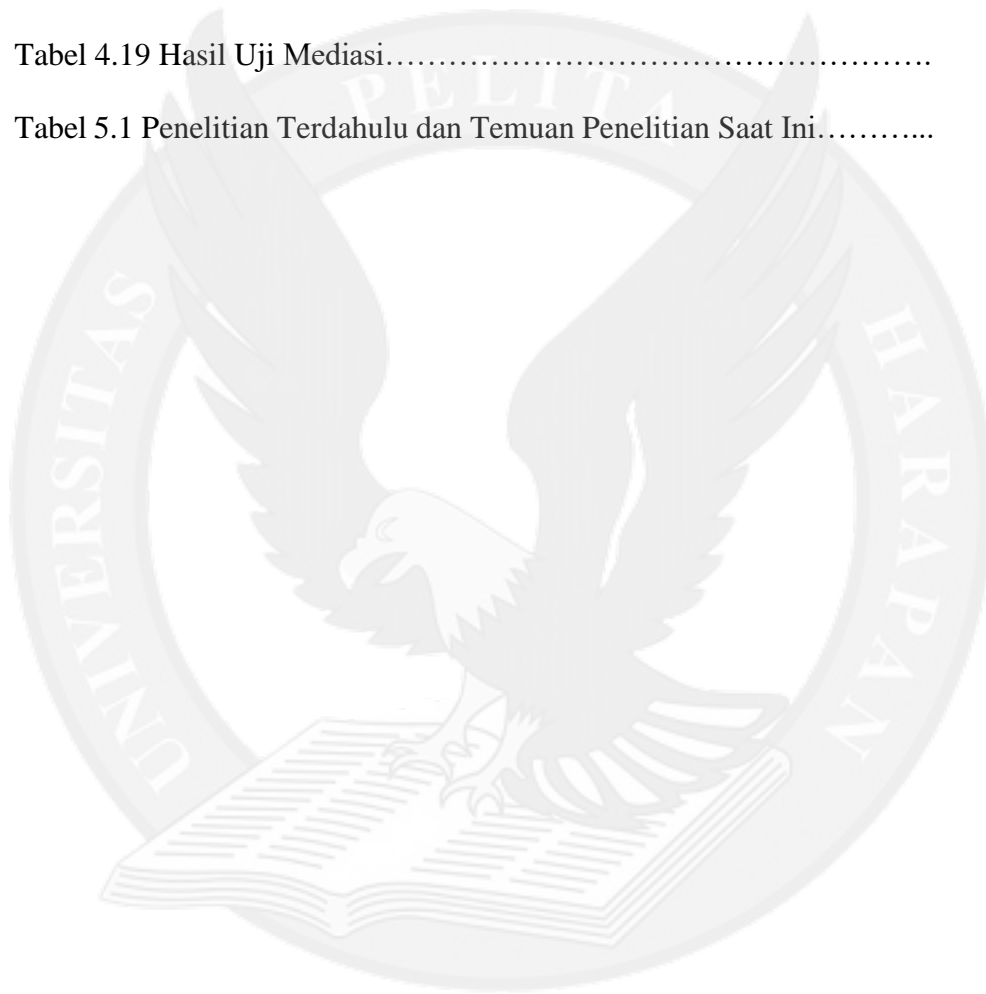 Tabel 4.19 Hasil Uji Mediasi…………………………………………….
Tabel 5.1 Penelitian Terdahulu dan Temuan Penelitian Saat Ini………...
UNIVERSITAS PELITA HARAPAN